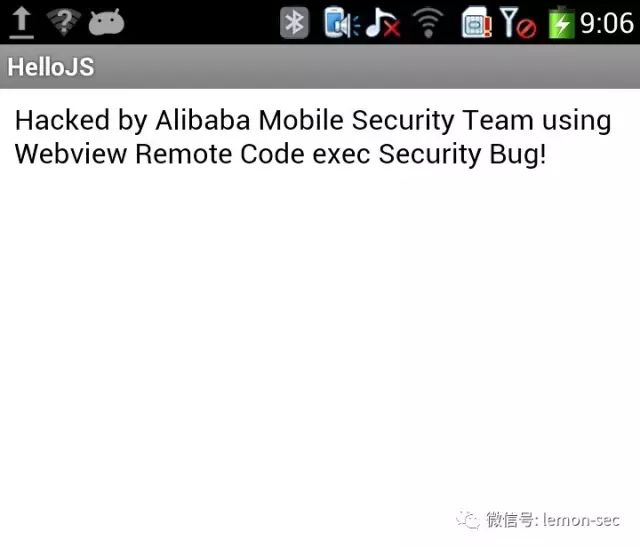 9:06
HelloJS
Hacked by Alibaba Mobile Security Team using
Webview Remote Code exec Security Bug!
微信号: lemon-sec